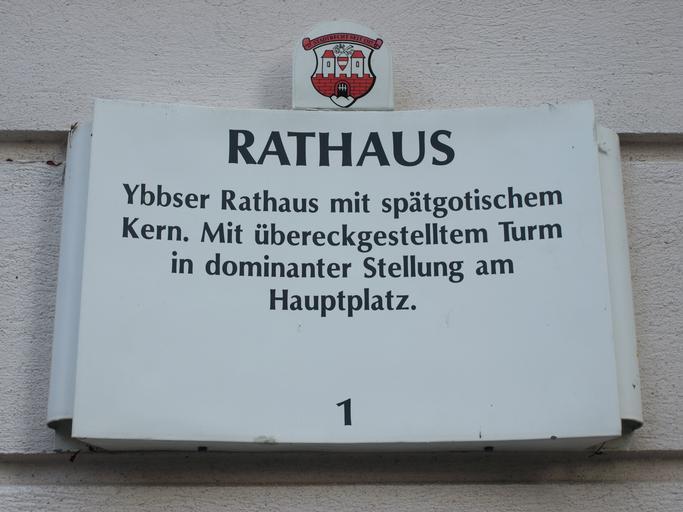 RATHAUS
Ybbser Rathaus mit spätgotischem
Kern. Mit übereckgestelltem Turm
in dominanter Stellung am
Hauptplatz.
1